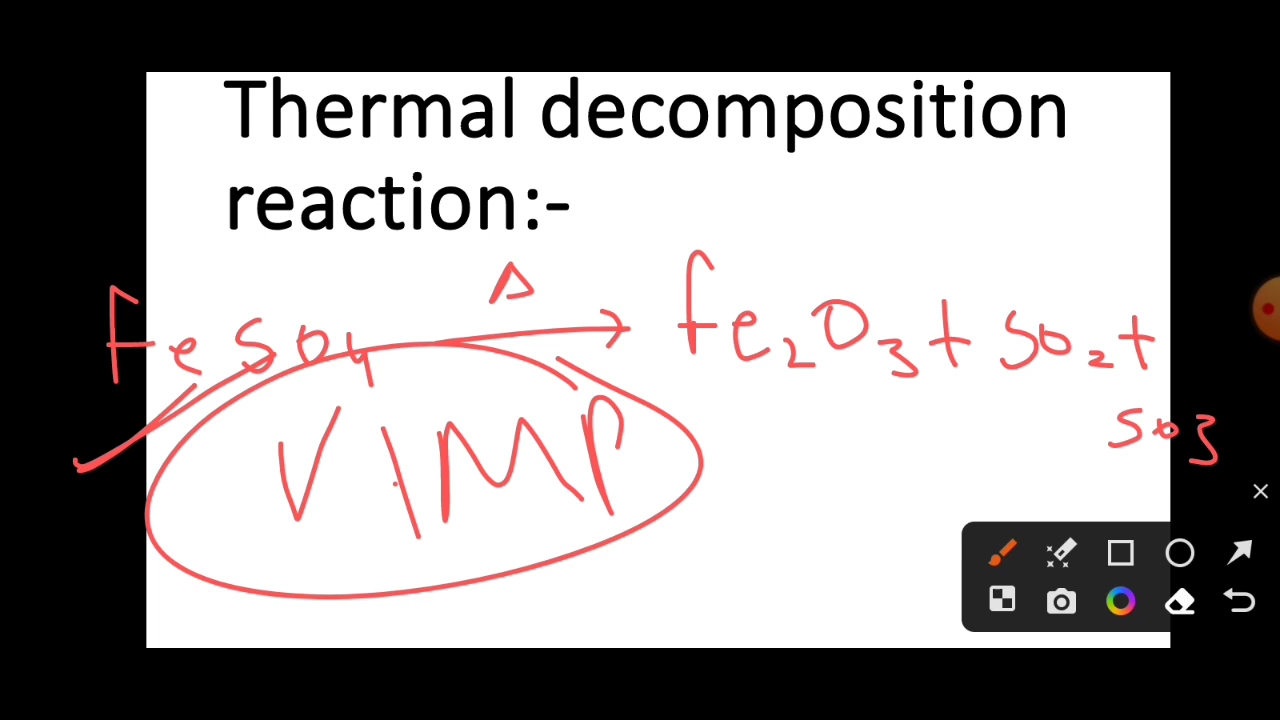 Thermal decomposition
reaction:-
FeSO4 Δ → Fe2O3 + SO2 +
SO3
VIMP